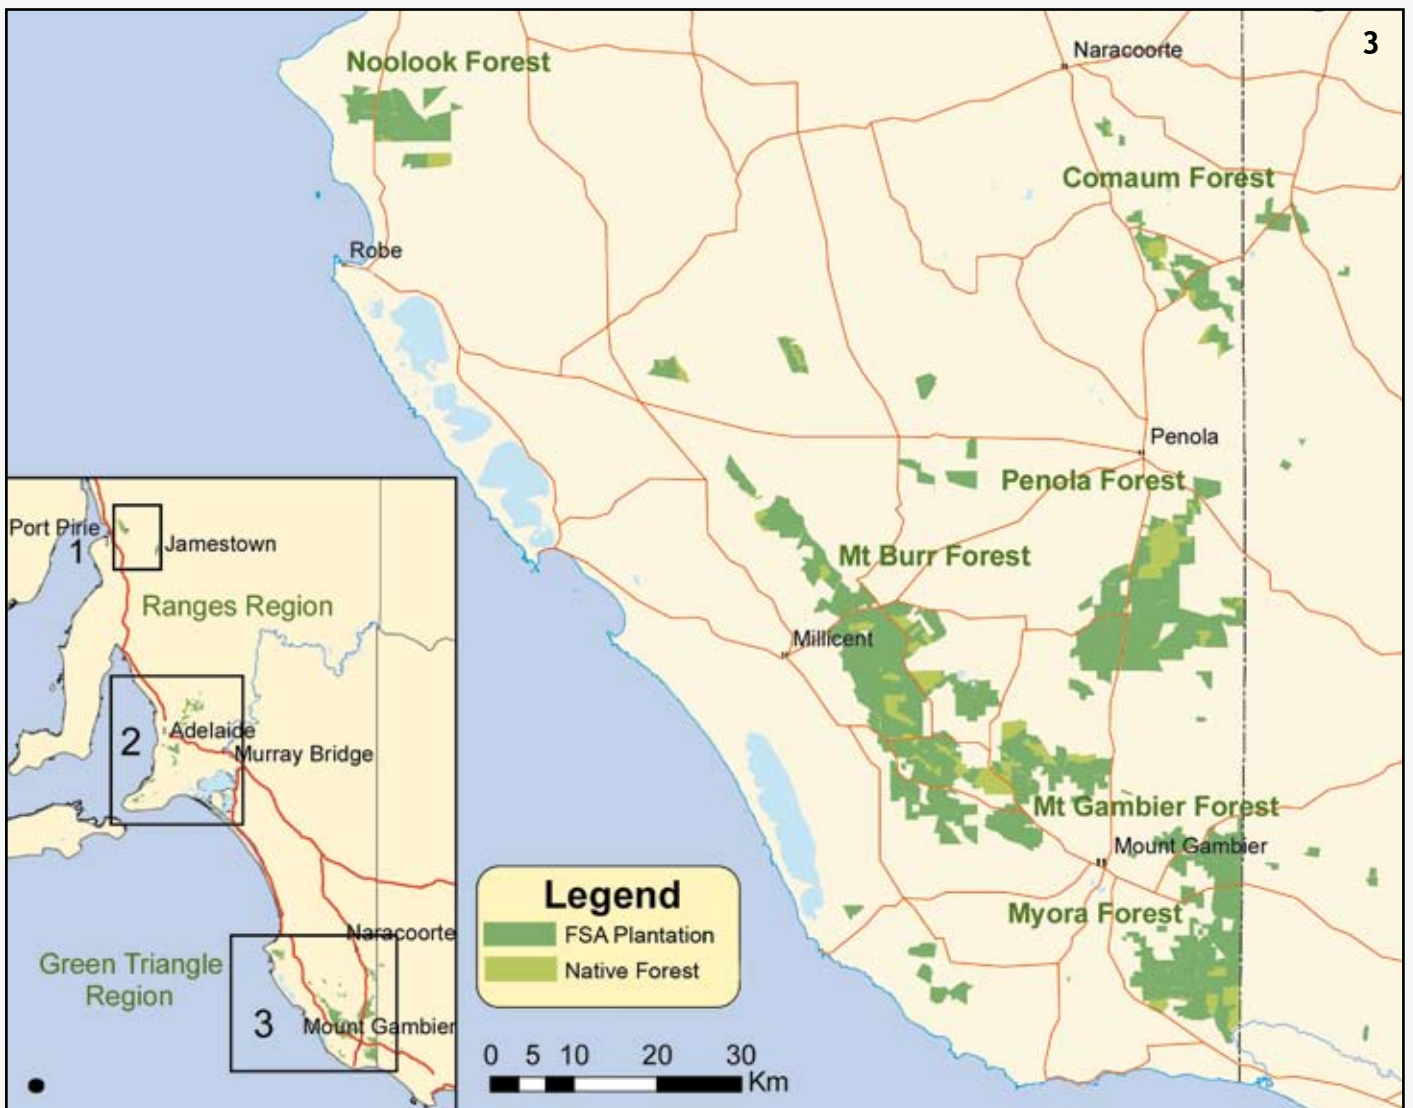 3
Noolook Forest
Naracoorte
Comaum Forest
Robe
Penola
Penola Forest
Mt Burr Forest
Millicent
Mt Gambier Forest
Mount Gambier
Myora Forest
Port Pirie
1
Jamestown
Ranges Region
2
Adelaide
Murray Bridge
Naracoorte
Green Triangle
Region
3
Mount Gambier
Legend
FSA Plantation
Native Forest
0 5 10 20 30
Km